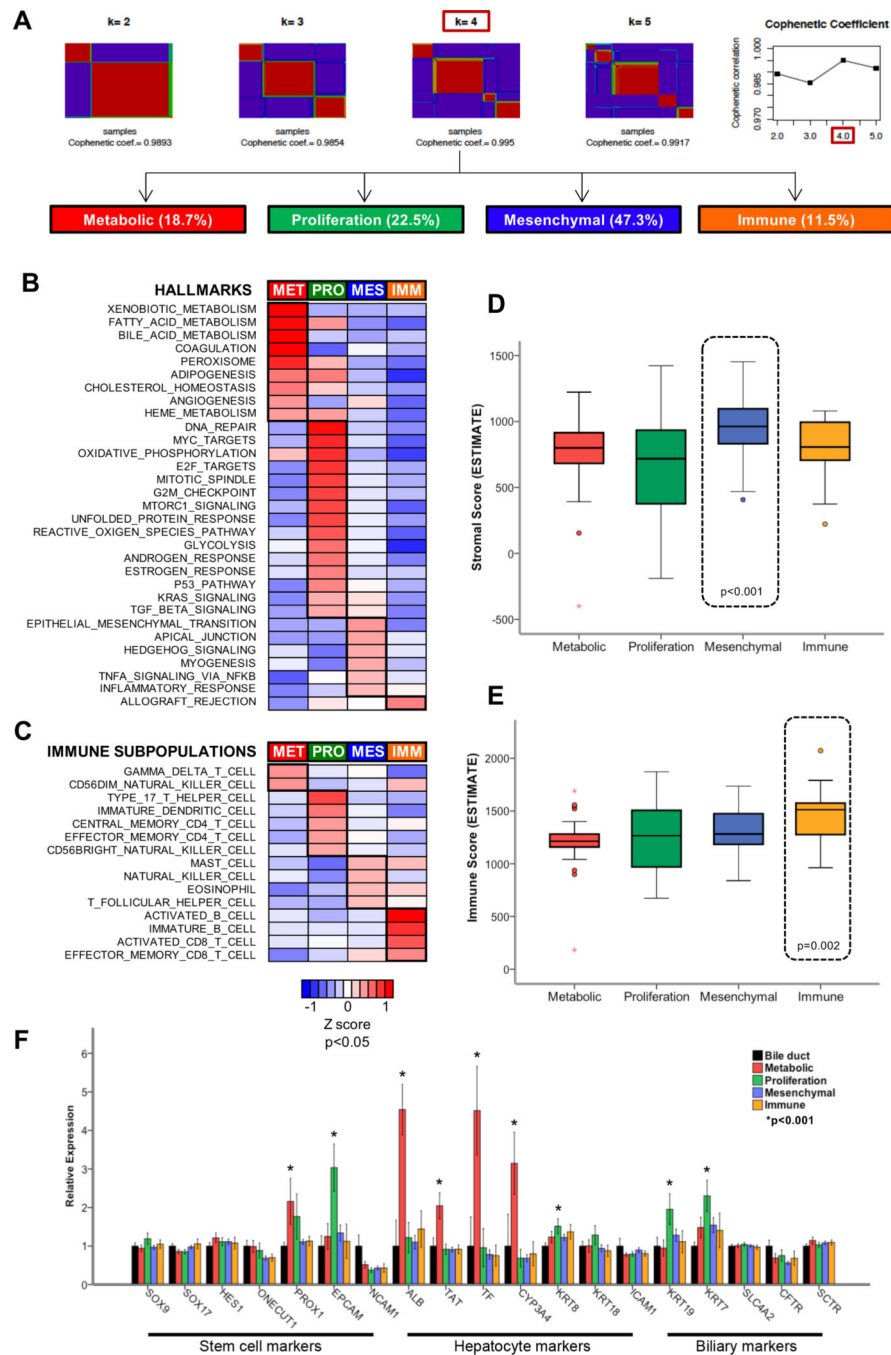 A
k= 2
k= 3
k= 4
k= 5
Cophenetic Coefficient
samples
Cophenetic coef.= 0.9893
samples
Cophenetic coef.= 0.9854
samples
Cophenetic coef.= 0.995
samples
Cophenetic coef.= 0.9917
Cophenetic correlation
1.000
0.985
0.970
2.0 3.0 4.0 5.0
Metabolic (18.7%)
Proliferation (22.5%)
Mesenchymal (47.3%)
Immune (11.5%)
B
HALLMARKS MET PRO MES IMM
XENOBIOTIC_METABOLISM
FATTY_ACID_METABOLISM
BILE_ACID_METABOLISM
COAGULATION
PEROXISOME
ADIPOGENESIS
CHOLESTEROL_HOMEOSTASIS
ANGIOGENESIS
HEME_METABOLISM
DNA_REPAIR
MYC_TARGETS
OXIDATIVE_PHOSPHORYLATION
E2F_TARGETS
MITOTIC_SPINDLE
G2M_CHECKPOINT
MTORC1_SIGNALING
UNFOLDED_PROTEIN_RESPONSE
REACTIVE_OXIGEN_SPECIES_PATHWAY
GLYCOLYSIS
ANDROGEN_RESPONSE
ESTROGEN_RESPONSE
P53_PATHWAY
KRAS_SIGNALING
TGF_BETA_SIGNALING
EPITHELIAL_MESENCHYMAL_TRANSITION
APICAL_JUNCTION
HEDGEHOG_SIGNALING
MYOGENESIS
TNFA_SIGNALING_VIA_NFKB
INFLAMMATORY_RESPONSE
ALLOGRAFT_REJECTION
C
IMMUNE SUBPOPULATIONS MET PRO MES IMM
GAMMA_DELTA_T_CELL
CD56DIM_NATURAL_KILLER_CELL
TYPE_17_T_HELPER_CELL
IMMATURE_DENDRITIC_CELL
CENTRAL_MEMORY_CD4_T_CELL
EFFECTOR_MEMORY_CD4_T_CELL
CD56BRIGHT_NATURAL_KILLER_CELL
MAST_CELL
NATURAL_KILLER_CELL
EOSINOPHIL
T_FOLLICULAR_HELPER_CELL
ACTIVATED_B_CELL
IMMATURE_B_CELL
ACTIVATED_CD8_T_CELL
EFFECTOR_MEMORY_CD8_T_CELL
-1 0 1
Z score
p<0.05
D
Stromal Score (ESTIMATE)
1500
1000
500
0
-500
p<0.001
Metabolic Proliferation Mesenchymal Immune
E
Immune Score (ESTIMATE)
2000
1500
1000
500
0
p=0.002
Metabolic Proliferation Mesenchymal Immune
F
Relative Expression
6
5
4
3
2
1
0
* * * * * * * * *
Bile duct
Metabolic
Proliferation
Mesenchymal
Immune
*p<0.001
SOX9 SOX17 HES1 ONECUT1 PROX1 EPCAM NCAM1 ALB TAT TF CYP3A4 KRT8 KRT18 ICAM1 KRT19 KRT7 SLC4A2 CFTR SCTR
Stem cell markers
Hepatocyte markers
Biliary markers